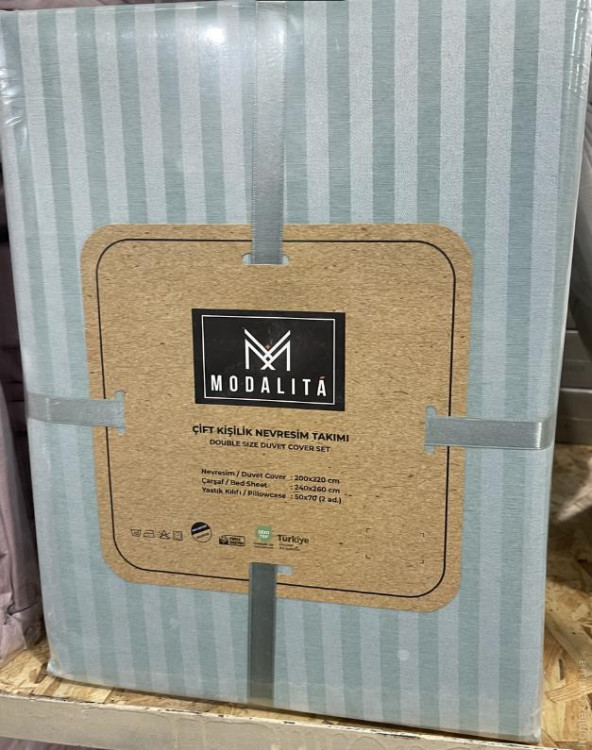 MODALITÁ
ÇİFT KİŞİLİK NEVRESİM TAKIMI
DOUBLE SIZE DUVET COVER SET
Nevresim / Duvet Cover : 200x220 cm
Çarşaf / Bed Sheet : 240x260 cm
Yastık Kılıfı / Pillowcase : 50x70 (2 ad.)
Türkiye